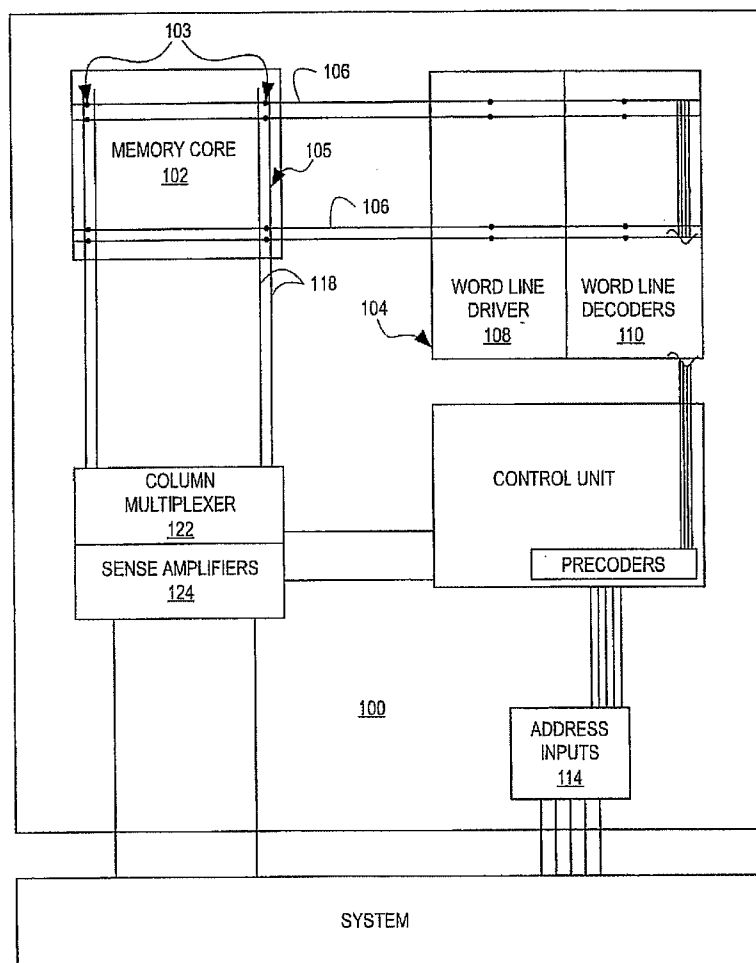 103
106
MEMORY CORE
102
105
106
118
104
WORD LINE
DRIVER
108
WORD LINE
DECODERS
110
COLUMN
MULTIPLEXER
122
SENSE AMPLIFIERS
124
CONTROL UNIT
PRECODERS
100
ADDRESS
INPUTS
114
SYSTEM